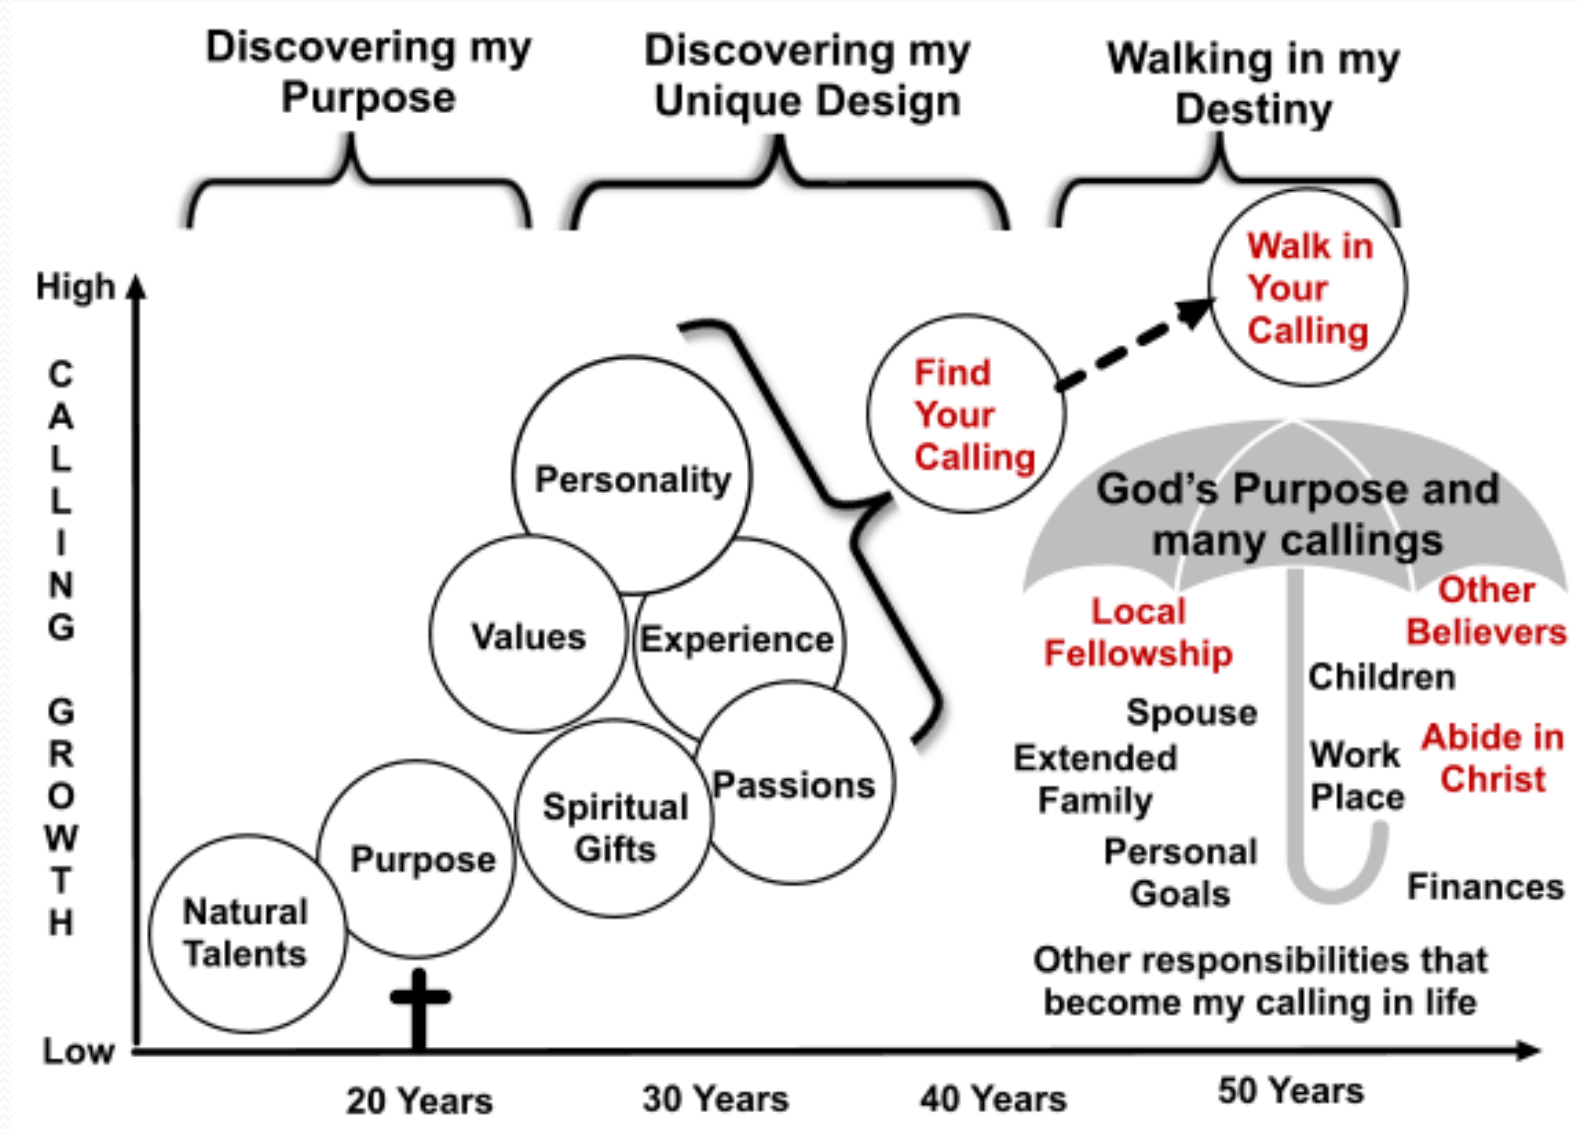 Discovering my
Purpose
Discovering my
Unique Design
Walking in my
Destiny
High
CALLING GROWTH
Low
Walk in
Your
Calling
Find
Your
Calling
Personality
Values
Experience
Passions
Spiritual
Gifts
Purpose
Natural
Talents
God's Purpose and
many callings
Local
Fellowship
Other
Believers
Children
Spouse
Extended
Family
Work
Place
Abide in
Christ
Personal
Goals
Finances
Other responsibilities that
become my calling in life
20 Years
30 Years
40 Years
50 Years